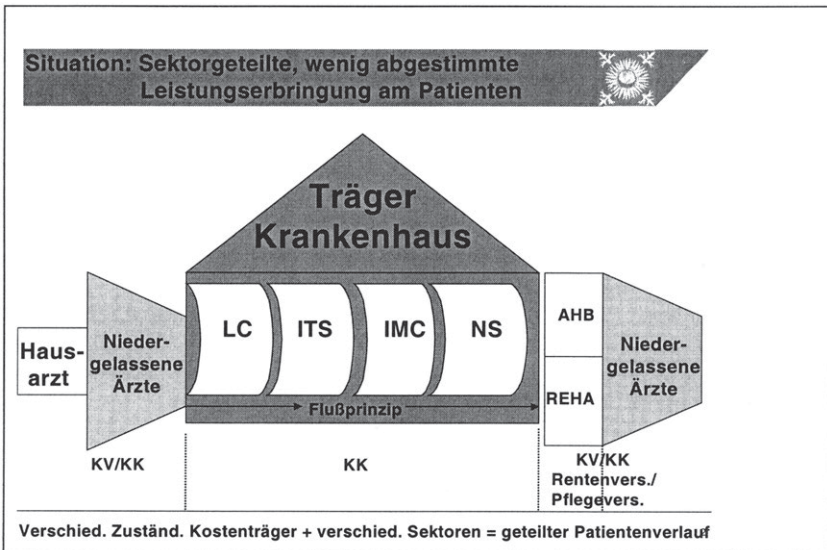 Situation: Sektorgeteilte, wenig abgestimmte
Leistungserbringung am Patienten
Träger
Krankenhaus
Haus-
arzt
Nieder-
gelassene
Ärzte
LC
ITS
IMC
NS
Flußprinzip
AHB
REHA
Nieder-
gelassene
Ärzte
KV/KK
KK
KV/KK
Rentenvers./
Pflegevers.
Verschied. Zuständ. Kostenträger + verschied. Sektoren = geteilter Patientenverlauf